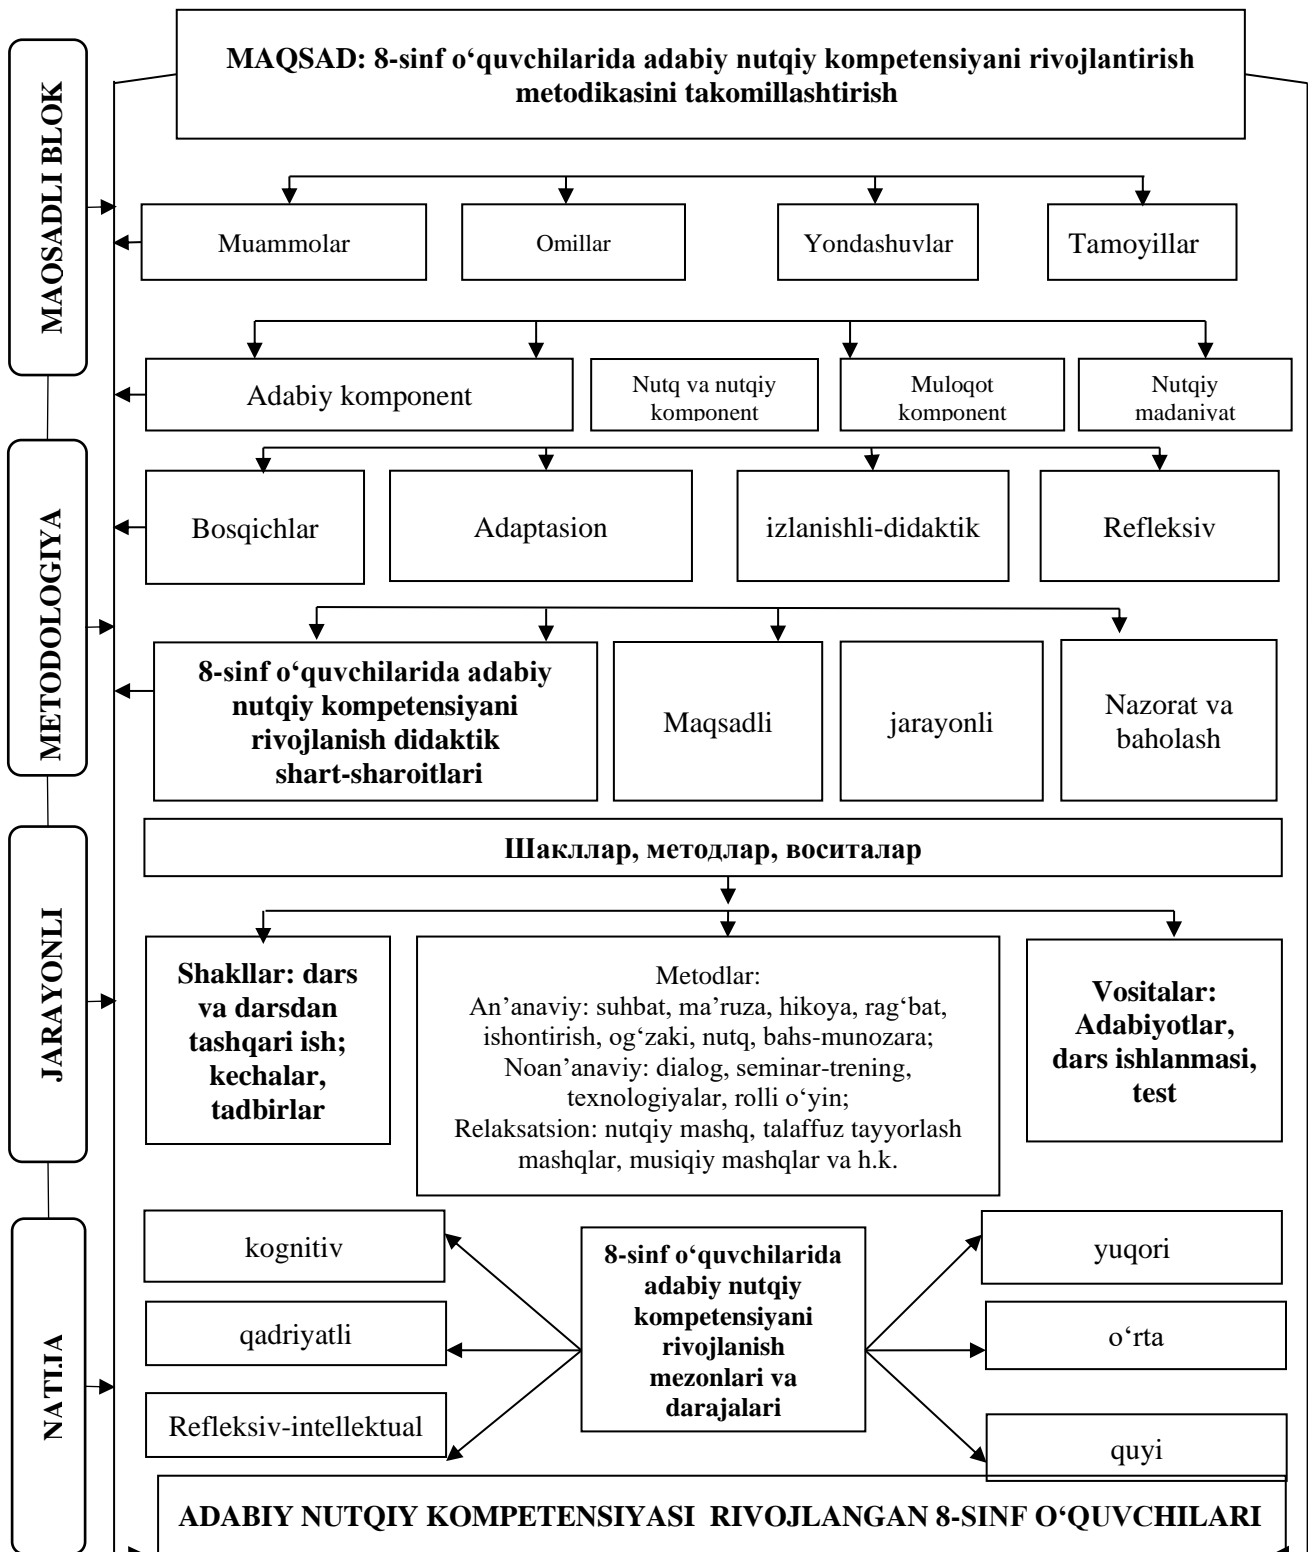 MAQSAD: 8-sinf o‘quvchilarida adabiy nutqiy kompetensiyani rivojlantirish
metodikasini takomillashtirish
MAQSADLI BLOK
Muammolar
Omillar
Yondashuvlar
Tamoyillar
Adabiy komponent
Nutq va nutqiy
komponent
Muloqot
komponent
Nutqiy
madaniyat
METODOLOGIYA
Bosqichlar
Adaptasion
izlanishli-didaktik
Refleksiv
8-sinf o‘quvchilarida adabiy
nutqiy kompetensiyani
rivojlanish didaktik
shart-sharoitlari
Maqsadli
jarayonli
Nazorat va
baholash
JARAYONLI
Шакллар, методлар, воситалар
Shakllar: dars
va darsdan
tashqari ish;
kechalar,
tadbirlar
Metodlar:
An’anaviy: suhbat, ma’ruza, hikoya, rag‘bat,
ishontirish, og‘zaki, nutq, bahs-munozara;
Noan’anaviy: dialog, seminar-trening,
texnologiyalar, rolli o‘yin;
Relaksatsion: nutqiy mashq, talaffuz tayyorlash
mashqlar, musiqiy mashqlar va h.k.
Vositalar:
Adabiyotlar,
dars ishlanmasi,
test
NATIJA
kognitiv
qadriyatli
Refleksiv-intellektual
8-sinf o‘quvchilarida
adabiy nutqiy
kompetensiyani
rivojlanish
mezonlari va
darajalari
yuqori
o‘rta
quyi
ADABIY NUTQIY KOMPETENSIYASI RIVOJLANGAN 8-SINF O‘QUVCHILARI